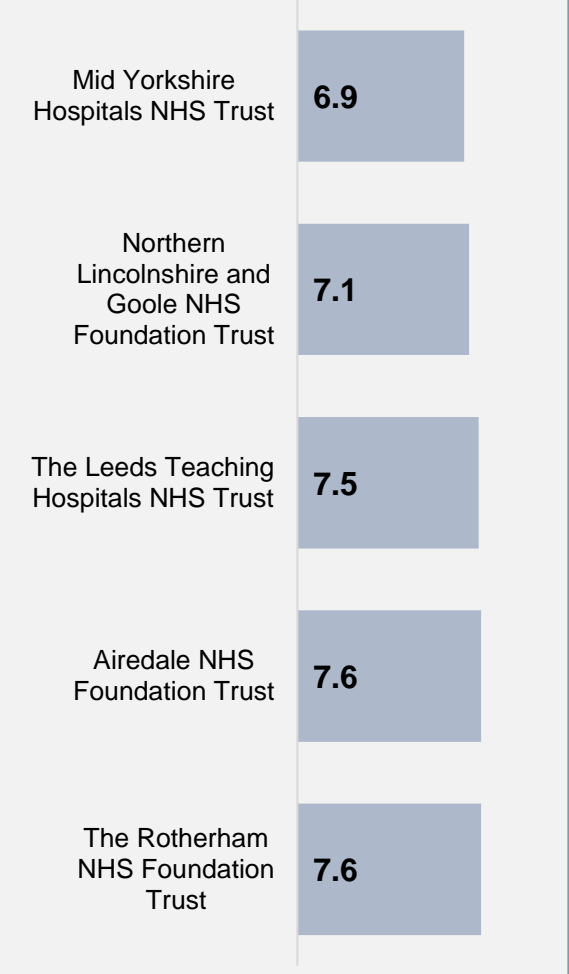 Mid Yorkshire
Hospitals NHS Trust
6.9
Northern
Lincolnshire and
Goole NHS
Foundation Trust
7.1
The Leeds Teaching
Hospitals NHS Trust
7.5
Airedale NHS
Foundation Trust
7.6
The Rotherham
NHS Foundation
Trust
7.6